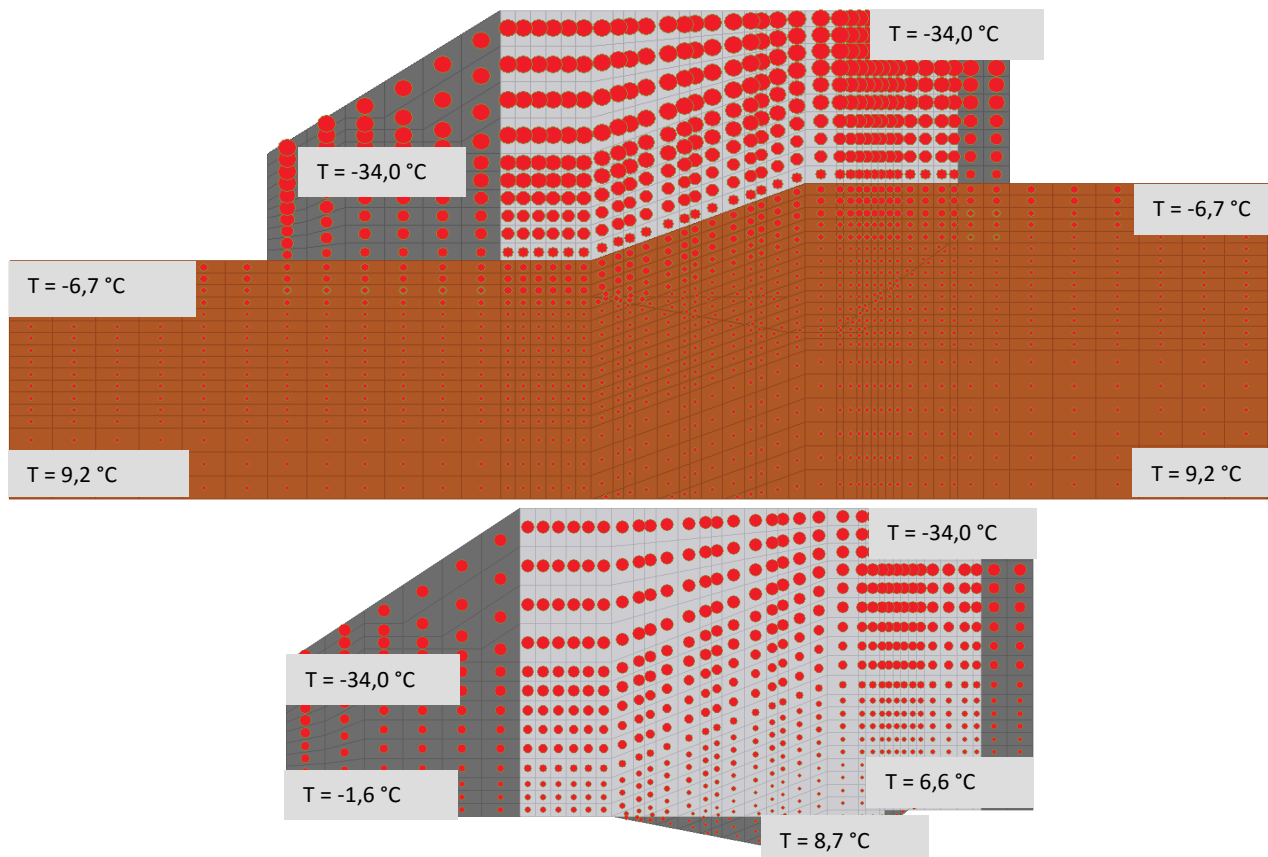 T = -34,0 °C
T = -34,0 °C
T = -6,7 °C
T = -6,7 °C
T = 9,2 °C
T = 9,2 °C
T = -34,0 °C
T = -34,0 °C
T = -1,6 °C
T = 6,6 °C
T = 8,7 °C